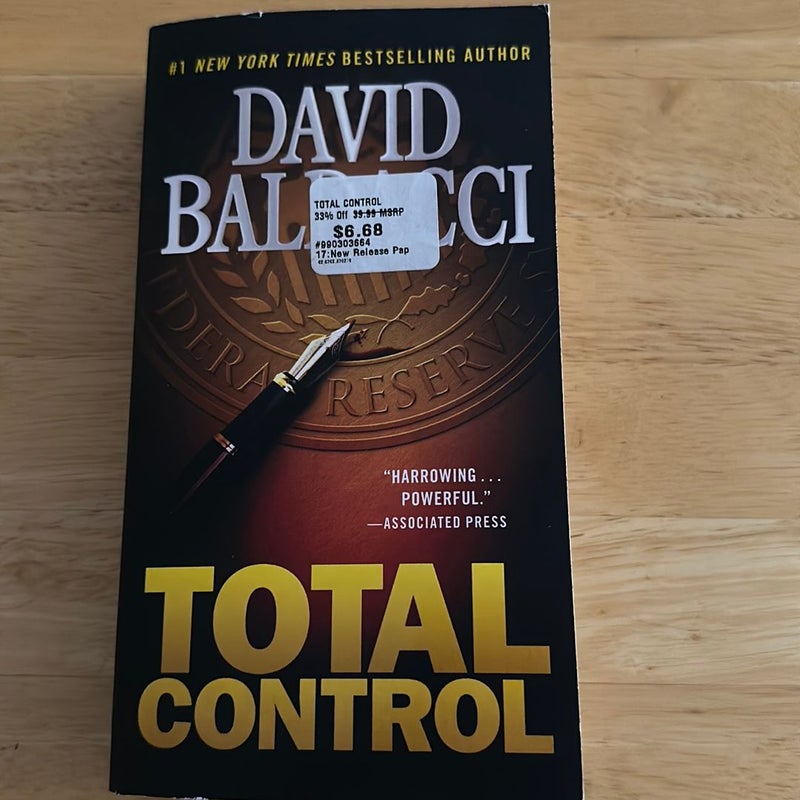 #1 NEW YORK TIMES BESTSELLING AUTHOR
DAVID
BAL CCI
TOTAL CONTROL
33% Off $9.99 MSRP
$6.68
#990303664
17:New Release Pap
DERA RESERVE
“HARROWING...
POWERFUL.”
—ASSOCIATED PRESS
TOTAL
CONTROL